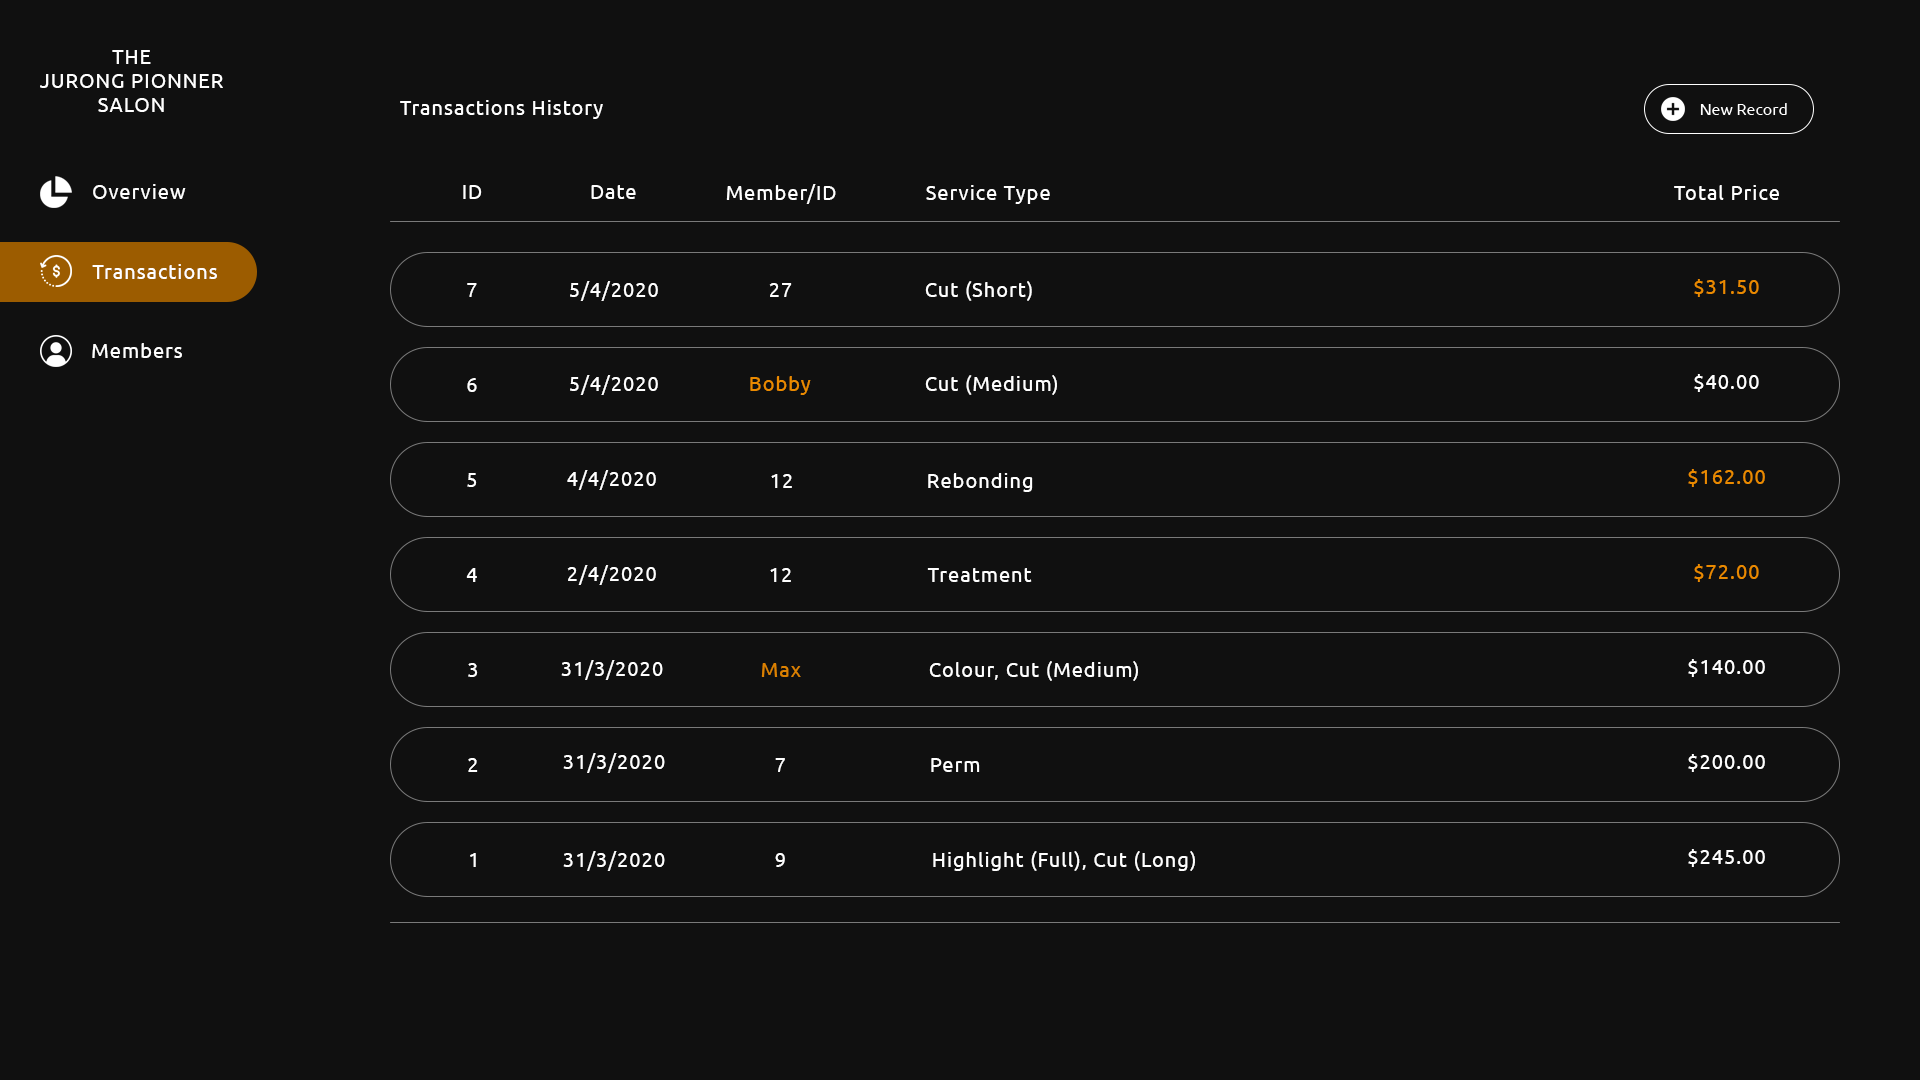 THE
JURONG PIONNER
SALON
Overview
$ Transactions
Members
Transactions History
New Record
ID Date Member/ID Service Type Total Price
7 5/4/2020 27 Cut (Short) $31.50
6 5/4/2020 Bobby Cut (Medium) $40.00
5 4/4/2020 12 Rebonding $162.00
4 2/4/2020 12 Treatment $72.00
3 31/3/2020 Max Colour, Cut (Medium) $140.00
2 31/3/2020 7 Perm $200.00
1 31/3/2020 9 Highlight (Full), Cut (Long) $245.00